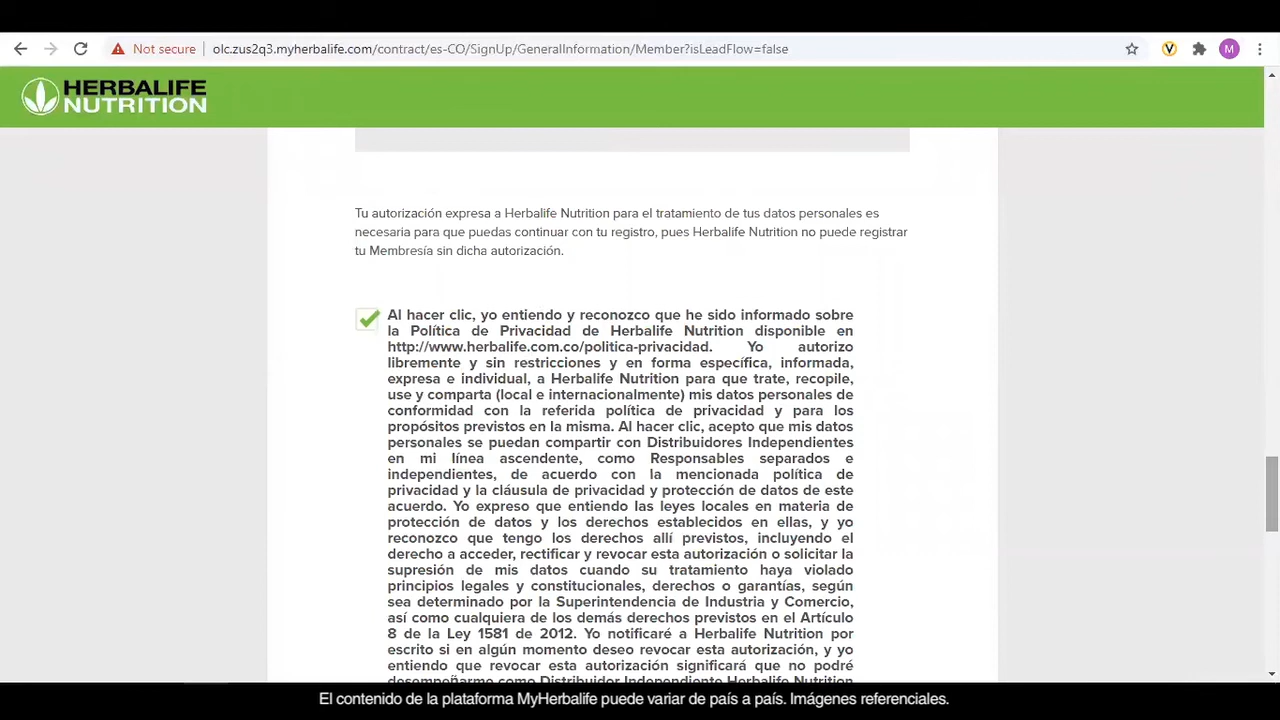 Not secure
olc.zus2q3.myherbalife.com/contract/es-CO/SignUp/GeneralInformation/Member?isLeadFlow=false
V
M
HERBALIFE
NUTRITION
Tu autorización expresa a Herbalife Nutrition para el tratamiento de tus datos personales es
necesaria para que puedas continuar con tu registro, pues Herbalife Nutrition no puede registrar
tu Membresía sin dicha autorización.
Al hacer clic, yo entiendo y reconozco que he sido informado sobre
la Política de Privacidad de Herbalife Nutrition disponible en
http://www.herbalife.com.co/politica-privacidad. Yo autorizo
libremente y sin restricciones y en forma específica, informada,
expresa e individual, a Herbalife Nutrition para que trate, recopile,
use y comparta (local e internacionalmente) mis datos personales de
conformidad con la referida política de privacidad y para los
propósitos previstos en la misma. Al hacer clic, acepto que mis datos
personales se puedan compartir con Distribuidores Independientes
en mi línea ascendente, como Responsables separados e
independientes, de acuerdo con la mencionada política de
privacidad y la cláusula de privacidad y protección de datos de este
acuerdo. Yo expreso que entiendo las leyes locales en materia de
protección de datos y los derechos establecidos en ellas, y yo
reconozco que tengo los derechos allí previstos, incluyendo el
derecho a acceder, rectificar y revocar esta autorización o solicitar la
supresión de mis datos cuando su tratamiento haya violado
principios legales y constitucionales, derechos o garantías, según
sea determinado por la Superintendencia de Industria y Comercio,
así como cualquiera de los demás derechos previstos en el Artículo
8 de la Ley 1581 de 2012. Yo notificaré a Herbalife Nutrition por
escrito si en algún momento deseo revocar esta autorización, y yo
entiendo que revocar esta autorización significará que no podré
desempeñarme como Distribuidor Independiente Herbalife Nutrition
El contenido de la plataforma MyHerbalife puede variar de país a país. Imágenes referenciales.